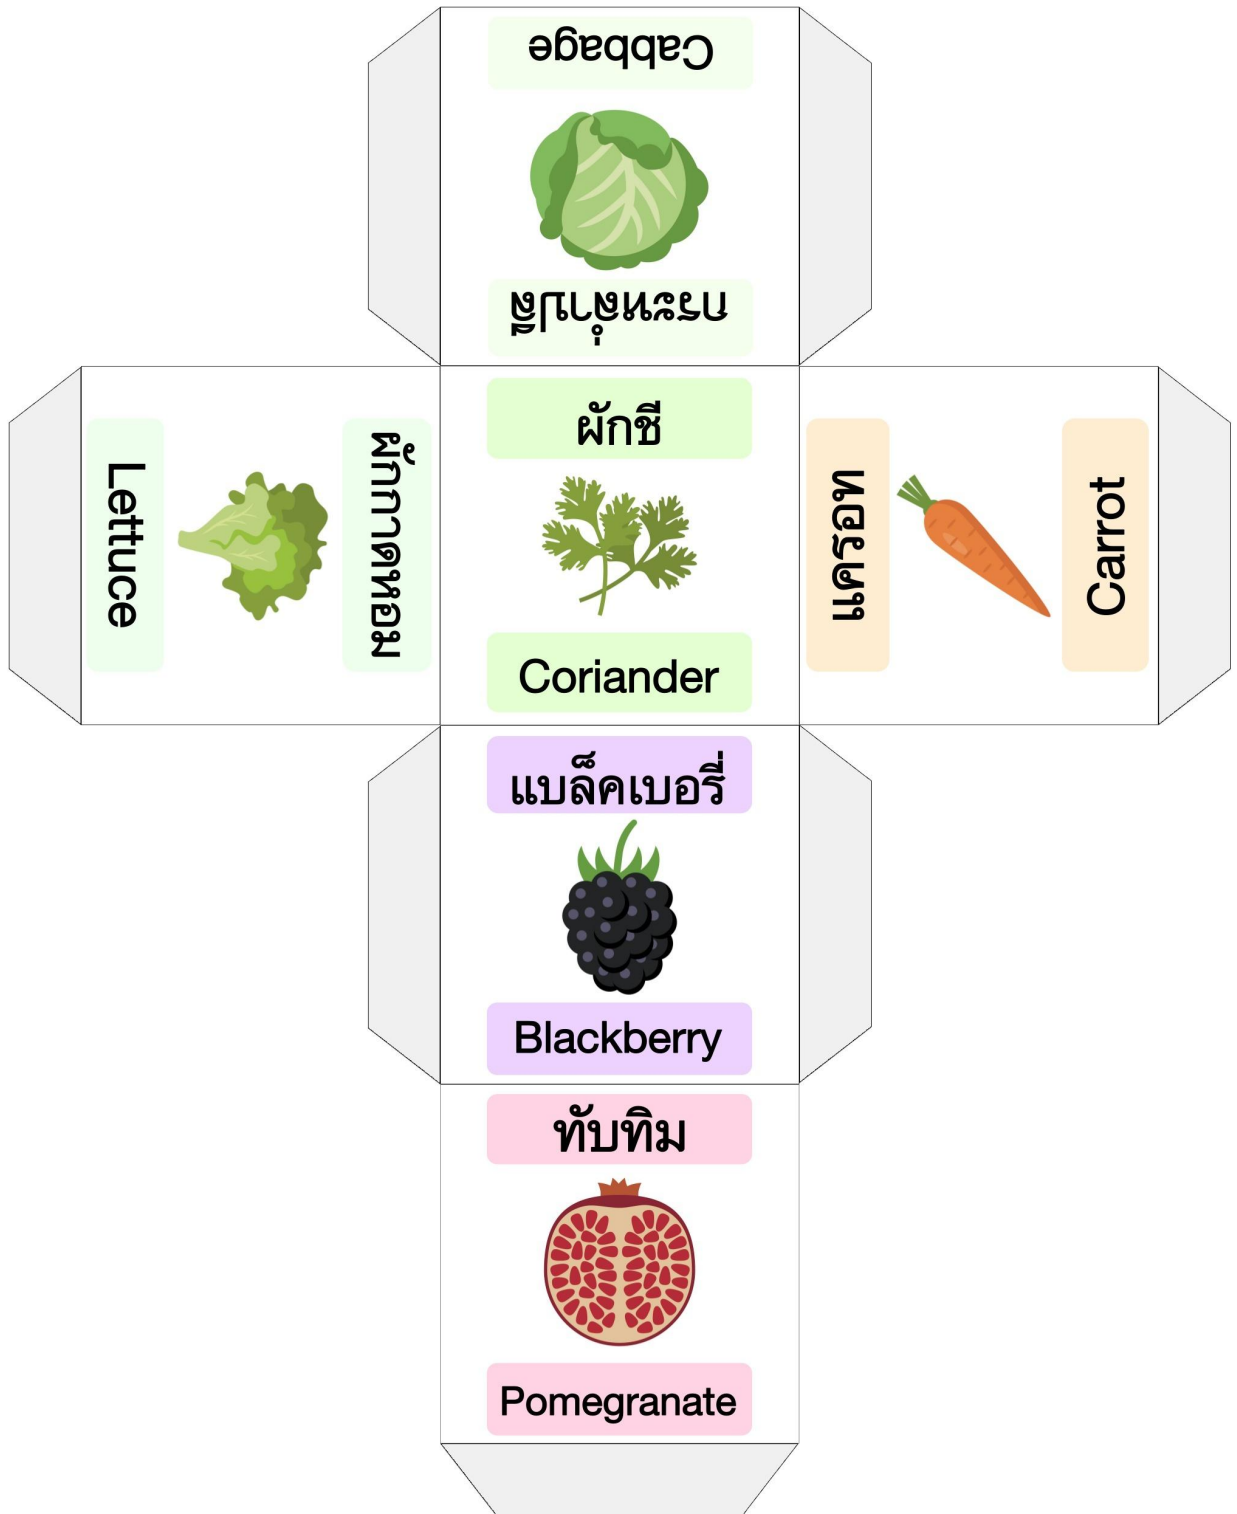 กระหล่ำปลี
Cabbage
ผักกาดหอม
Lettuce
ผักชี
Coriander
แครอท
Carrot
แบล็คเบอรี่
Blackberry
ทับทิม
Pomegranate